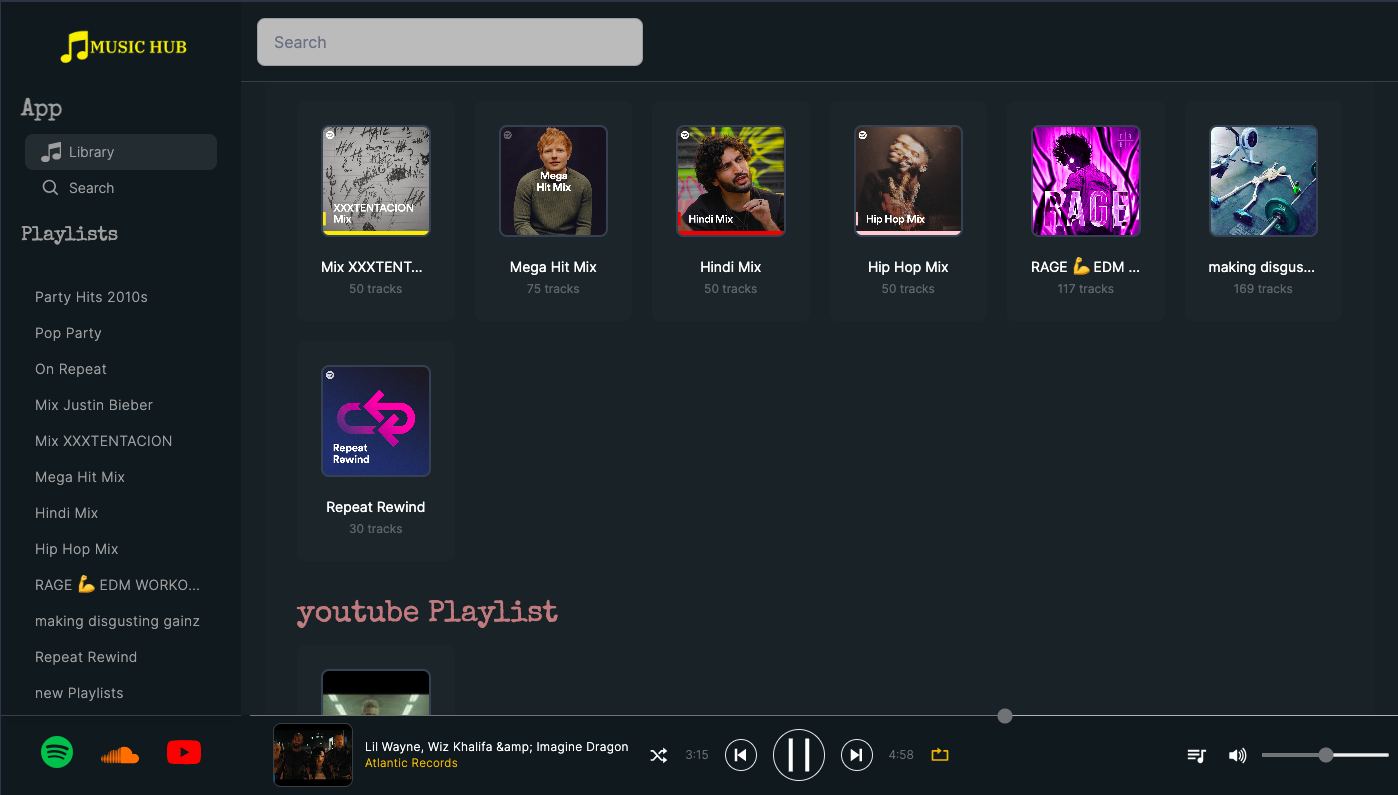 MUSIC HUB
Search
App
Library
Search
Playlists
Party Hits 2010s
Pop Party
On Repeat
Mix Justin Bieber
Mix XXXTENTACION
Mega Hit Mix
Hindi Mix
Hip Hop Mix
RAGE 💪 EDM WORKO...
making disgusting gainz
Repeat Rewind
new Playlists
XXXTENTACION
Mix
Mix XXXTENT...
50 tracks
Mega
Hit Mix
Mega Hit Mix
75 tracks
Hindi Mix
Hindi Mix
50 tracks
Hip Hop Mix
Hip Hop Mix
50 tracks
RAGE
RAGE 💪 EDM ...
117 tracks
making disgus...
169 tracks
Repeat
Rewind
Repeat Rewind
30 tracks
youtube Playlist
Lil Wayne, Wiz Khalifa &amp; Imagine Dragon
Atlantic Records
3:15
4:58